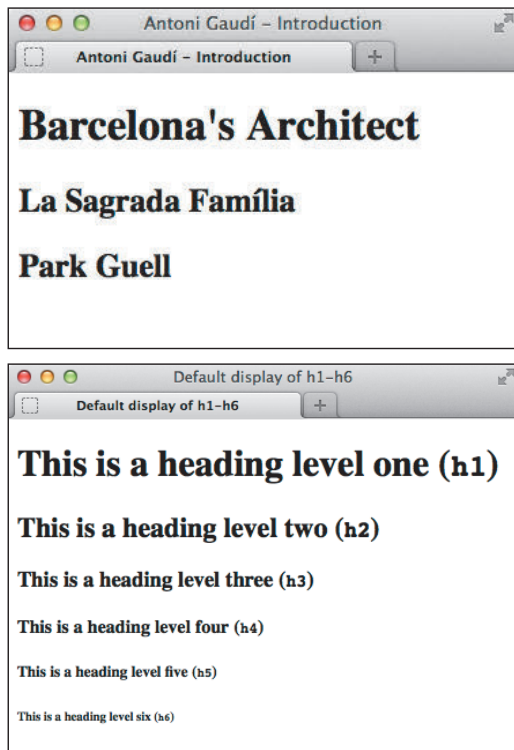 Antoni Gaudí – Introduction
Antoni Gaudí – Introduction
Barcelona's Architect
La Sagrada Família
Park Guell
Default display of h1–h6
Default display of h1–h6
This is a heading level one (h1)
This is a heading level two (h2)
This is a heading level three (h3)
This is a heading level four (h4)
This is a heading level five (h5)
This is a heading level six (h6)